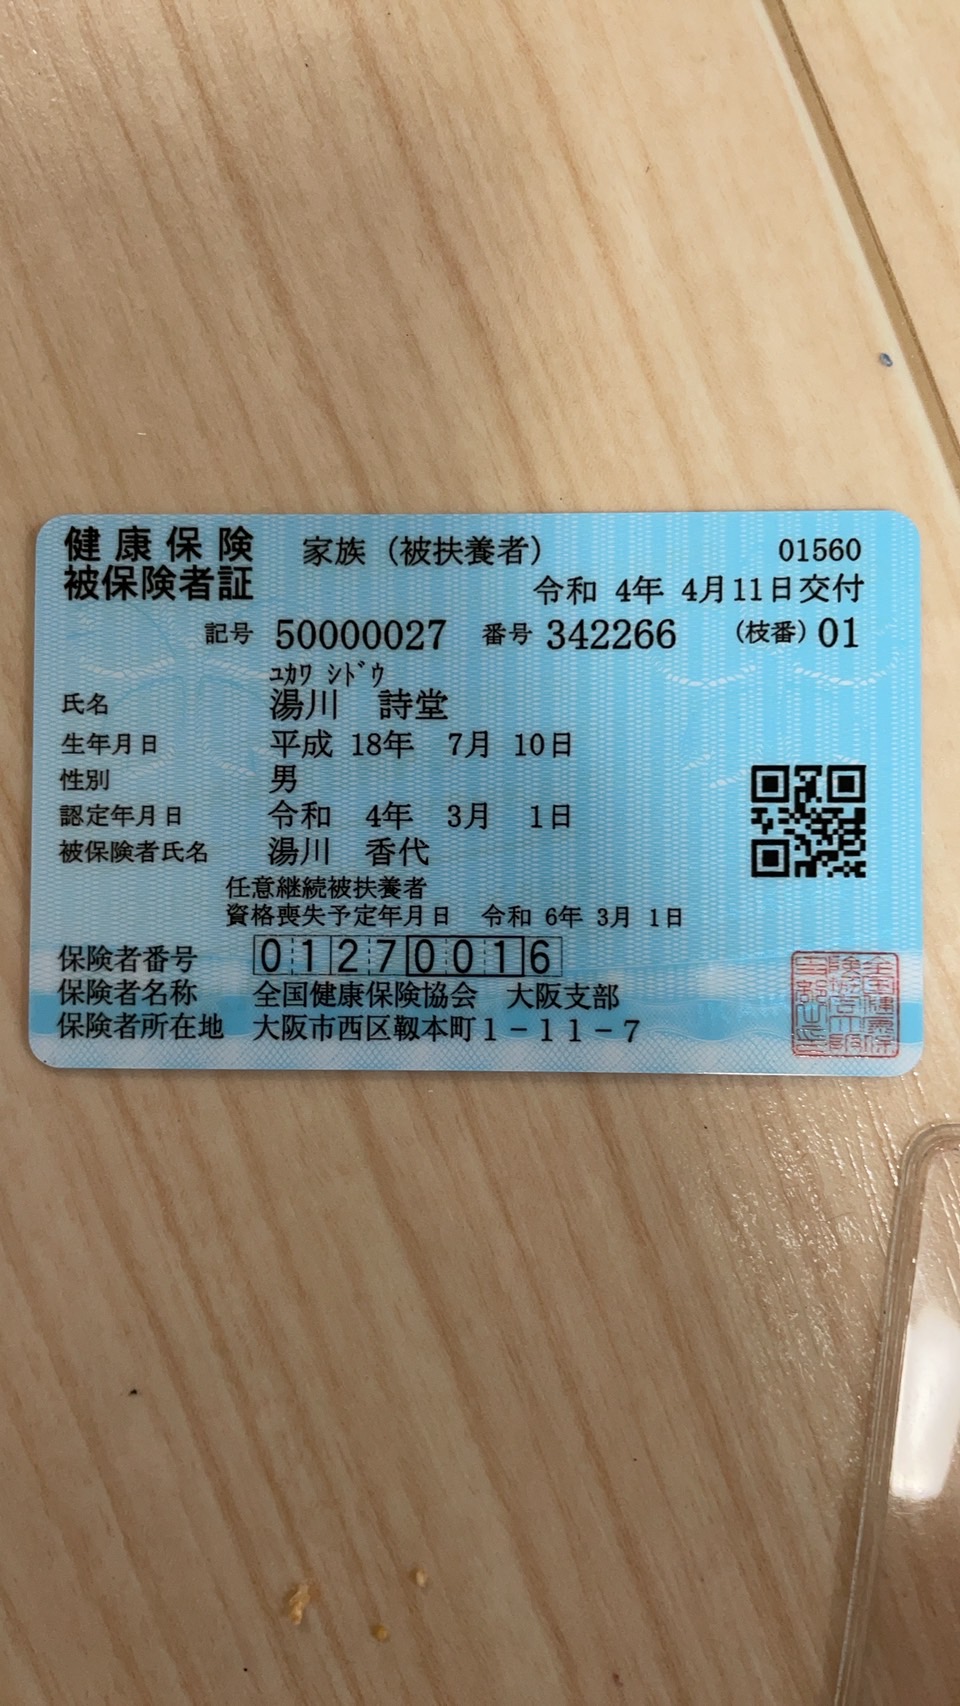 健康保険 家族（被扶養者） 01560
被保険者証 令和 4年 4月11日交付
記号 50000027 番号 342266 （枝番）01
ﾕｶﾜ ｼﾄﾞｳ
氏名 湯川 詩堂
生年月日 平成 18年 7月 10日
性別 男
認定年月日 令和 4年 3月 1日
被保険者氏名 湯川 香代
任意継続被扶養者
資格喪失予定年月日 令和 6年 3月 1日
保険者番号 01270016
保険者名称 全国健康保険協会 大阪支部
保険者所在地 大阪市西区靱本町1－11－7